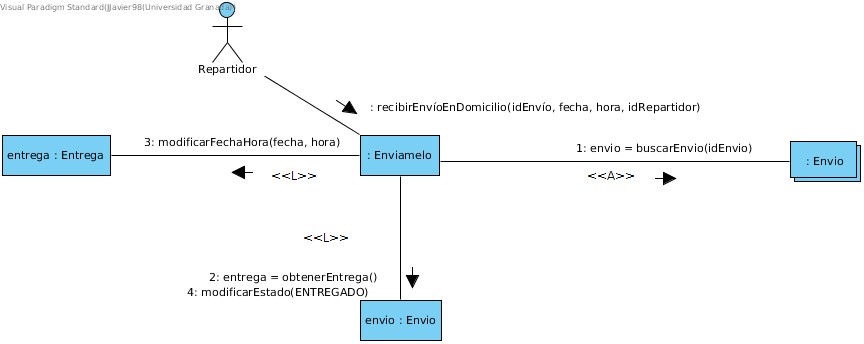 Visual Paradigm Standard(JJavier98(Universidad Granada))
Repartidor
: recibirEnvíoEnDomicilio(idEnvío, fecha, hora, idRepartidor)
3: modificarFechaHora(fecha, hora)
1: envio = buscarEnvio(idEnvio)
entrega : Entrega
: Enviamelo
: Envio
<<L>>
<<A>>
<<L>>
2: entrega = obtenerEntrega()
4: modificarEstado(ENTREGADO)
envio : Envio